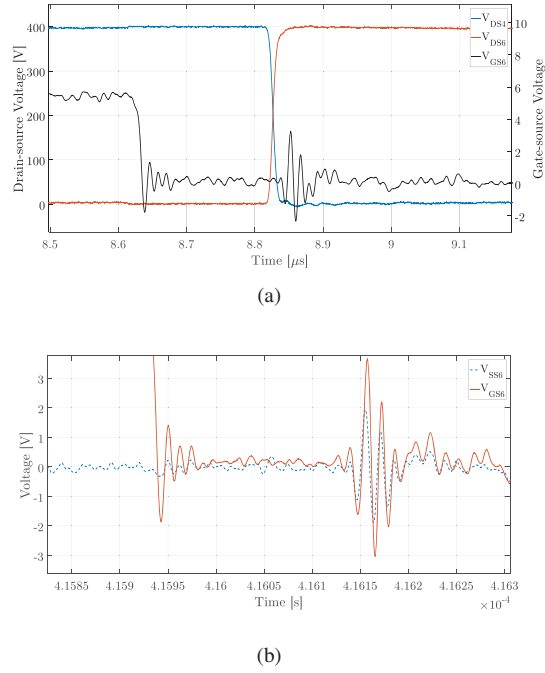 V_DS4
V_DS6
V_GS6
400
300
200
100
0
10
8
6
4
2
0
-2
Drain-source Voltage [V]
Gate-source Voltage
8.5 8.6 8.7 8.8 8.9 9 9.1
Time [μs]
(a)
V_SS6
V_GS6
3
2
1
0
-1
-2
-3
Voltage [V]
4.1585 4.159 4.1595 4.16 4.1605 4.161 4.1615 4.162 4.1625 4.163
Time [s]
×10^-4
(b)